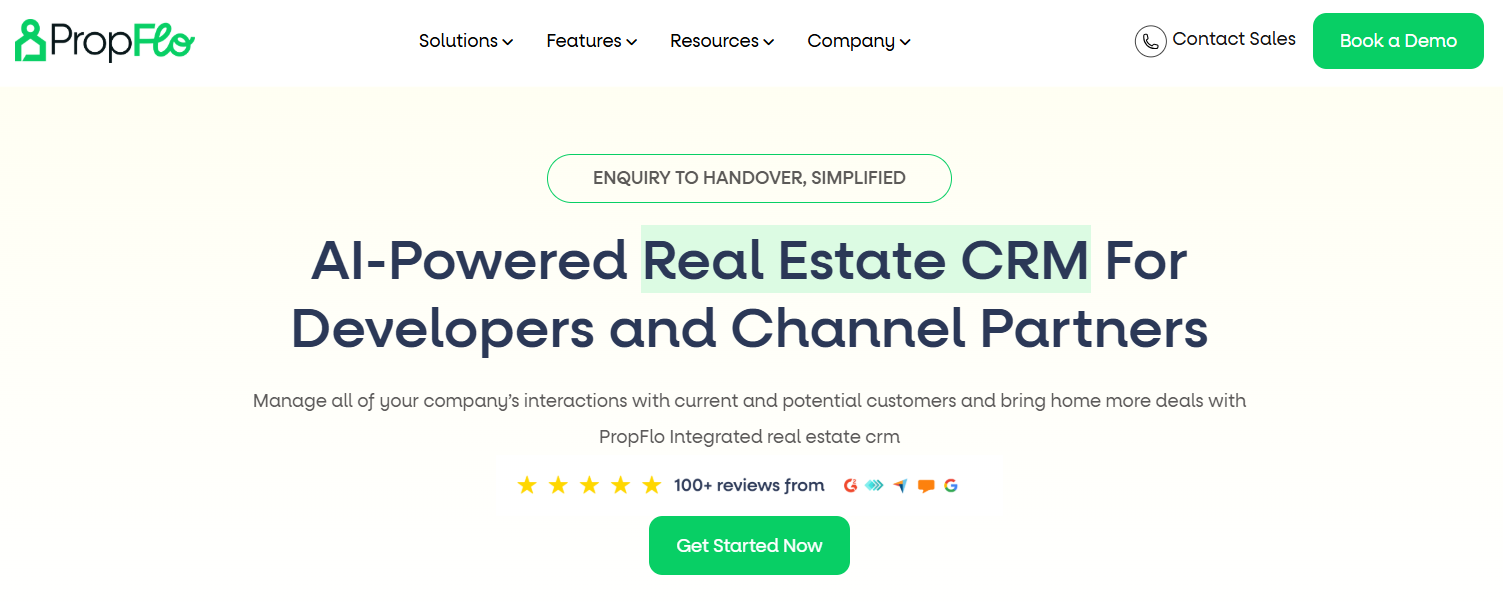 PropFlo
Solutions
Features
Resources
Company
Contact Sales
Book a Demo
ENQUIRY TO HANDOVER, SIMPLIFIED
AI-Powered Real Estate CRM For
Developers and Channel Partners
Manage all of your company's interactions with current and potential customers and bring home more deals with
PropFlo Integrated real estate crm
100+ reviews from
Get Started Now